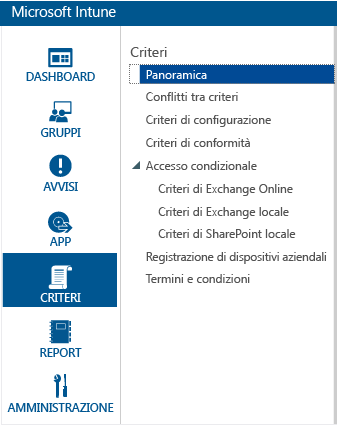 Microsoft Intune
DASHBOARD
GRUPPI
AVVISI
APP
CRITERI
REPORT
AMMINISTRAZIONE
Criteri
Panoramica
Conflitti tra criteri
Criteri di configurazione
Criteri di conformità
Accesso condizionale
Criteri di Exchange Online
Criteri di Exchange locale
Criteri di SharePoint locale
Registrazione di dispositivi aziendali
Termini e condizioni